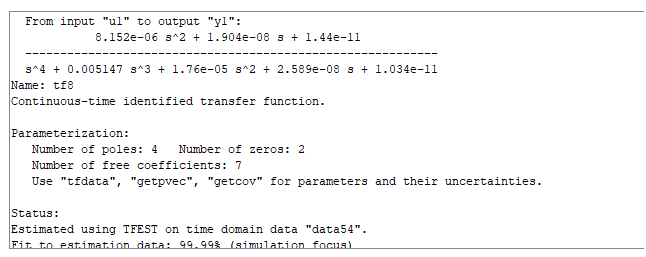 From input "u1" to output "y1":
8.152e-06 s^2 + 1.904e-08 s + 1.44e-11
----------------------------------------------------------
s^4 + 0.005147 s^3 + 1.76e-05 s^2 + 2.589e-08 s + 1.034e-11
Name: tf8
Continuous-time identified transfer function.
Parameterization:
Number of poles: 4   Number of zeros: 2
Number of free coefficients: 7
Use "tfdata", "getpvec", "getcov" for parameters and their uncertainties.
Status:
Estimated using TFEST on time domain data "data54".
Fit to estimation data: 99.99% (simulation focus)